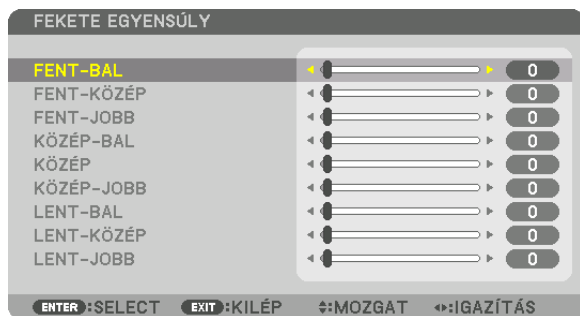 FEKETE EGYENSÚLY
FENT-BAL 0
FENT-KÖZÉP 0
FENT-JOBB 0
KÖZÉP-BAL 0
KÖZÉP 0
KÖZÉP-JOBB 0
LENT-BAL 0
LENT-KÖZÉP 0
LENT-JOBB 0
ENTER :SELECT EXIT :KILÉP :MOZGAT :IGAZÍTÁS